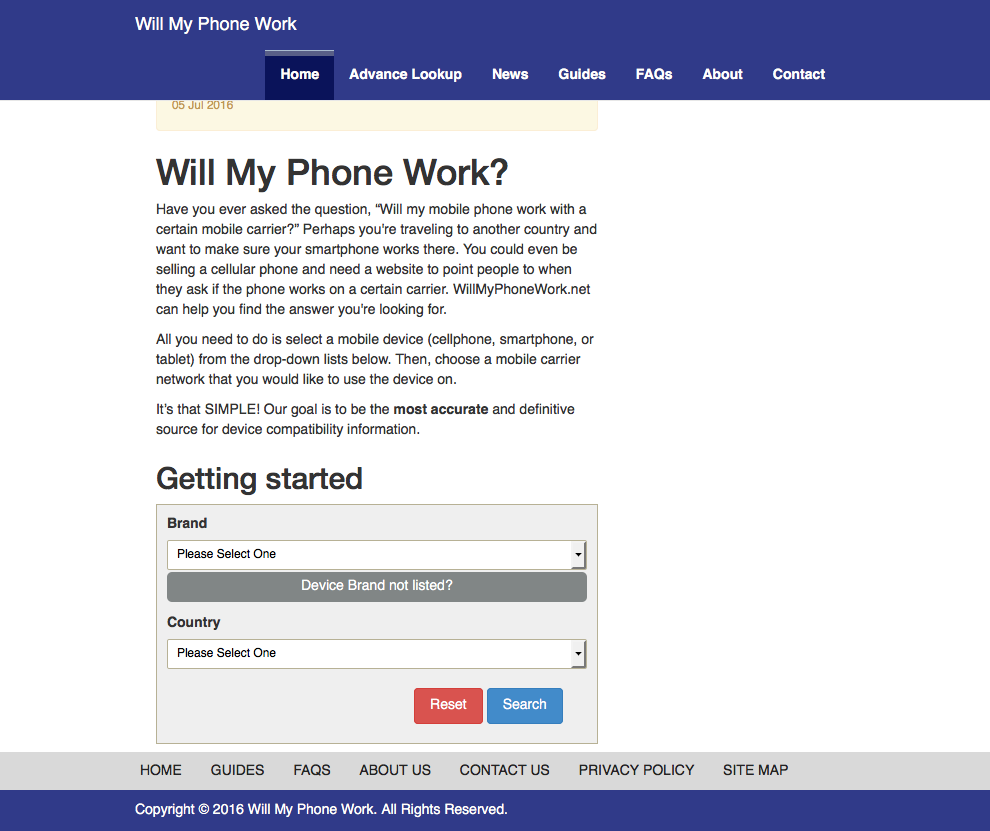 Will My Phone Work
Home Advance Lookup News Guides FAQs About Contact
05 Jul 2016
Will My Phone Work?
Have you ever asked the question, “Will my mobile phone work with a
certain mobile carrier?” Perhaps you're traveling to another country and
want to make sure your smartphone works there. You could even be
selling a cellular phone and need a website to point people to when
they ask if the phone works on a certain carrier. WillMyPhoneWork.net
can help you find the answer you're looking for.
All you need to do is select a mobile device (cellphone, smartphone, or
tablet) from the drop-down lists below. Then, choose a mobile carrier
network that you would like to use the device on.
It’s that SIMPLE! Our goal is to be the most accurate and definitive
source for device compatibility information.
Getting started
Brand
Please Select One
Device Brand not listed?
Country
Please Select One
Reset Search
HOME GUIDES FAQS ABOUT US CONTACT US PRIVACY POLICY SITE MAP
Copyright © 2016 Will My Phone Work. All Rights Reserved.